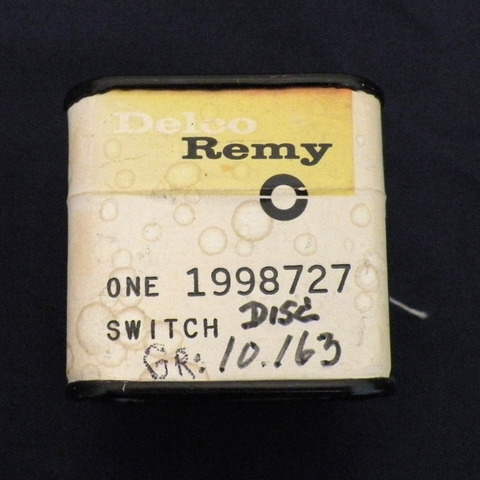 Delco
Remy
ONE 1998727
SWITCH DISC
GR: 10.163